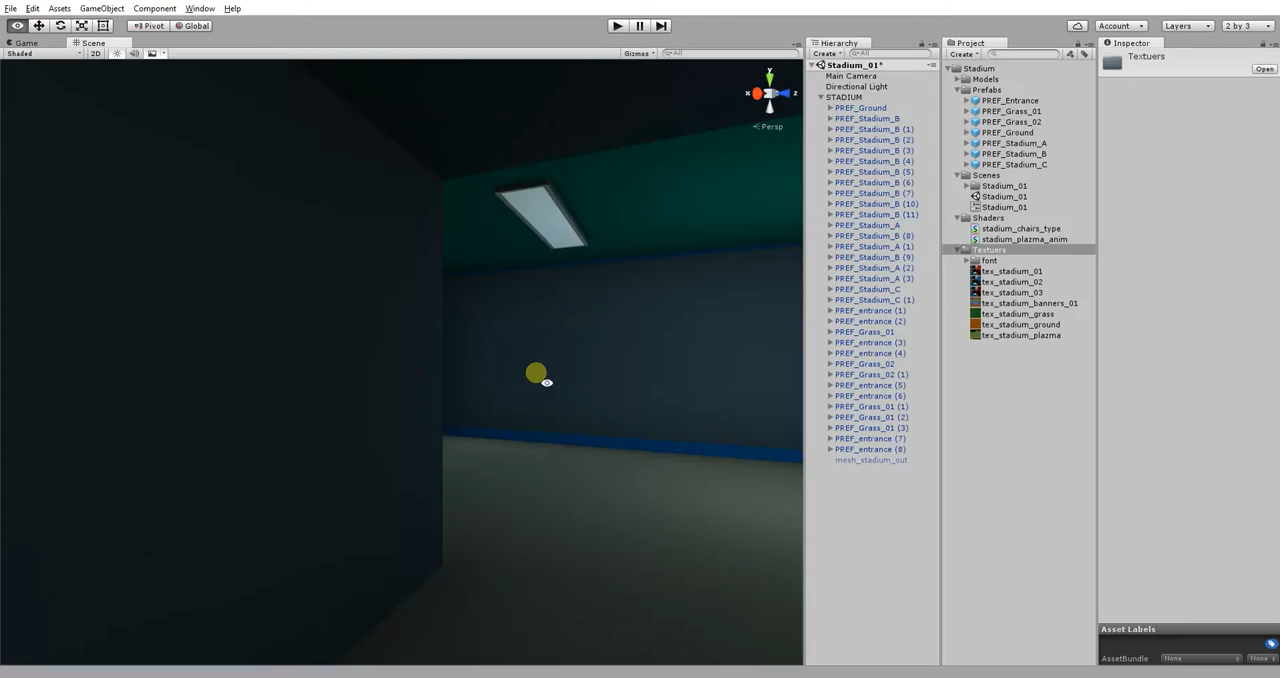 File Edit Assets GameObject Component Window Help
Pivot Global Account Layers 2 by 3
Game Scene
Shaded 2D Gizmos All
y
x z
Persp
Hierarchy
Create All
Stadium_01*
Main Camera
Directional Light
STADIUM
PREF_Ground
PREF_Stadium_B
PREF_Stadium_B (1)
PREF_Stadium_B (2)
PREF_Stadium_B (3)
PREF_Stadium_B (4)
PREF_Stadium_B (5)
PREF_Stadium_B (6)
PREF_Stadium_B (7)
PREF_Stadium_B (10)
PREF_Stadium_B (11)
PREF_Stadium_A
PREF_Stadium_B (8)
PREF_Stadium_A (1)
PREF_Stadium_B (9)
PREF_Stadium_A (2)
PREF_Stadium_A (3)
PREF_Stadium_C
PREF_Stadium_C (1)
PREF_entrance (1)
PREF_entrance (2)
PREF_Grass_01
PREF_entrance (3)
PREF_entrance (4)
PREF_Grass_02
PREF_Grass_02 (1)
PREF_entrance (5)
PREF_entrance (6)
PREF_Grass_01 (1)
PREF_Grass_01 (2)
PREF_Grass_01 (3)
PREF_entrance (7)
PREF_entrance (8)
mesh_stadium_out
Project
Create
Stadium
Models
Prefabs
PREF_Entrance
PREF_Grass_01
PREF_Grass_02
PREF_Ground
PREF_Stadium_A
PREF_Stadium_B
PREF_Stadium_C
Scenes
Stadium_01
Stadium_01
Stadium_01
Shaders
stadium_chairs_type
stadium_plazma_anim
Textuers
font
tex_stadium_01
tex_stadium_02
tex_stadium_03
tex_stadium_banners_01
tex_stadium_grass
tex_stadium_ground
tex_stadium_plazma
Inspector
Textuers
Open
Asset Labels
AssetBundle None None